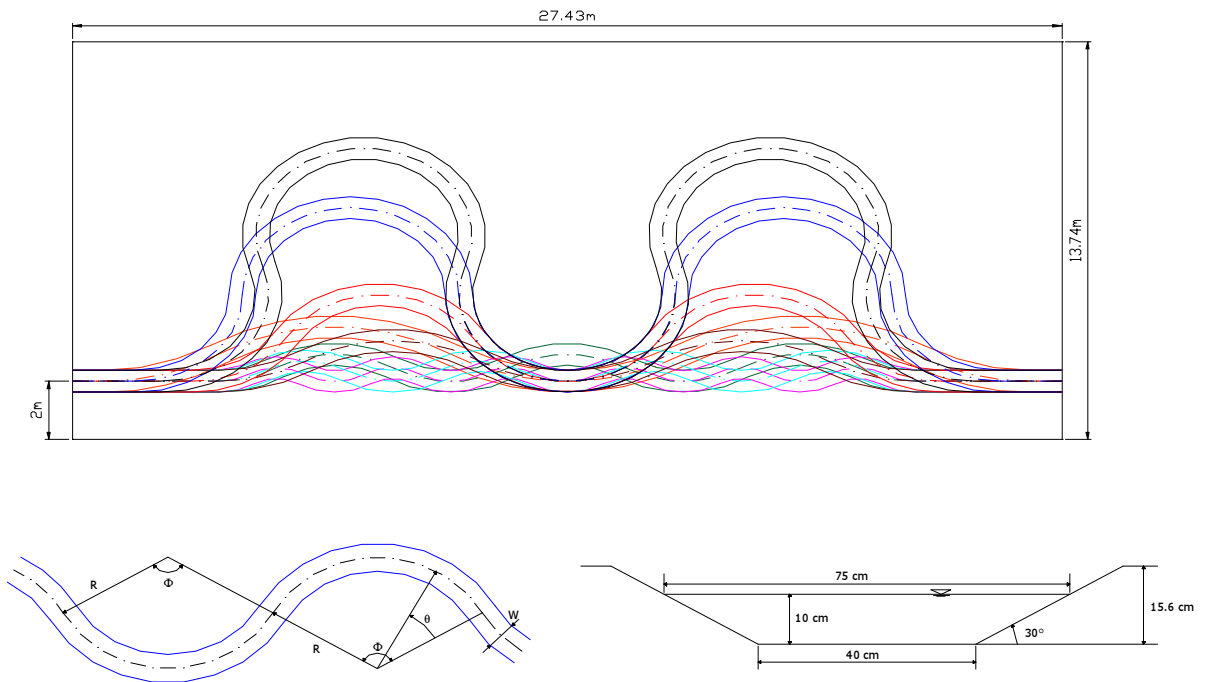 27.43m
13.74m
2m
R
Φ
θ
W
R
Φ
75 cm
10 cm
15.6 cm
30°
40 cm